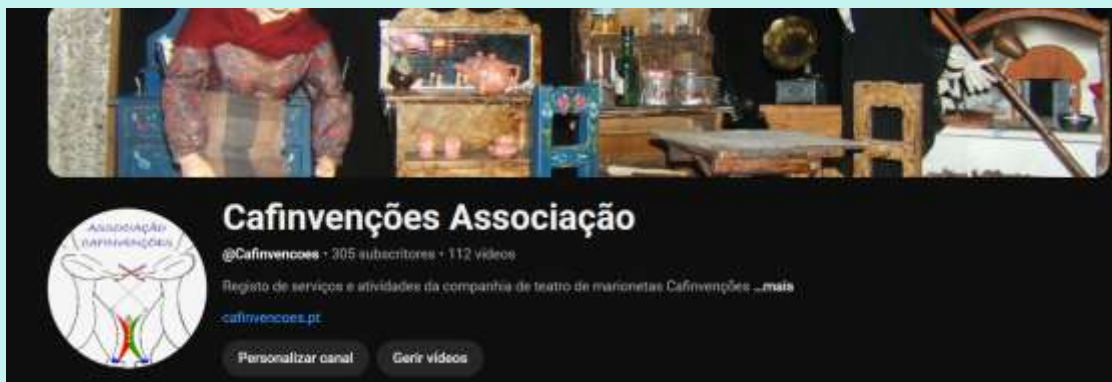 ASSOCIAÇÃO
CAFINVENÇÕES
Cafinvenções Associação
@Cafinvencoes • 305 subscritores • 112 vídeos
Registo de serviços e atividades da companhia de teatro de marionetas Cafinvenções ...mais
cafinvencoes.pt
Personalizar canal
Gerir vídeos